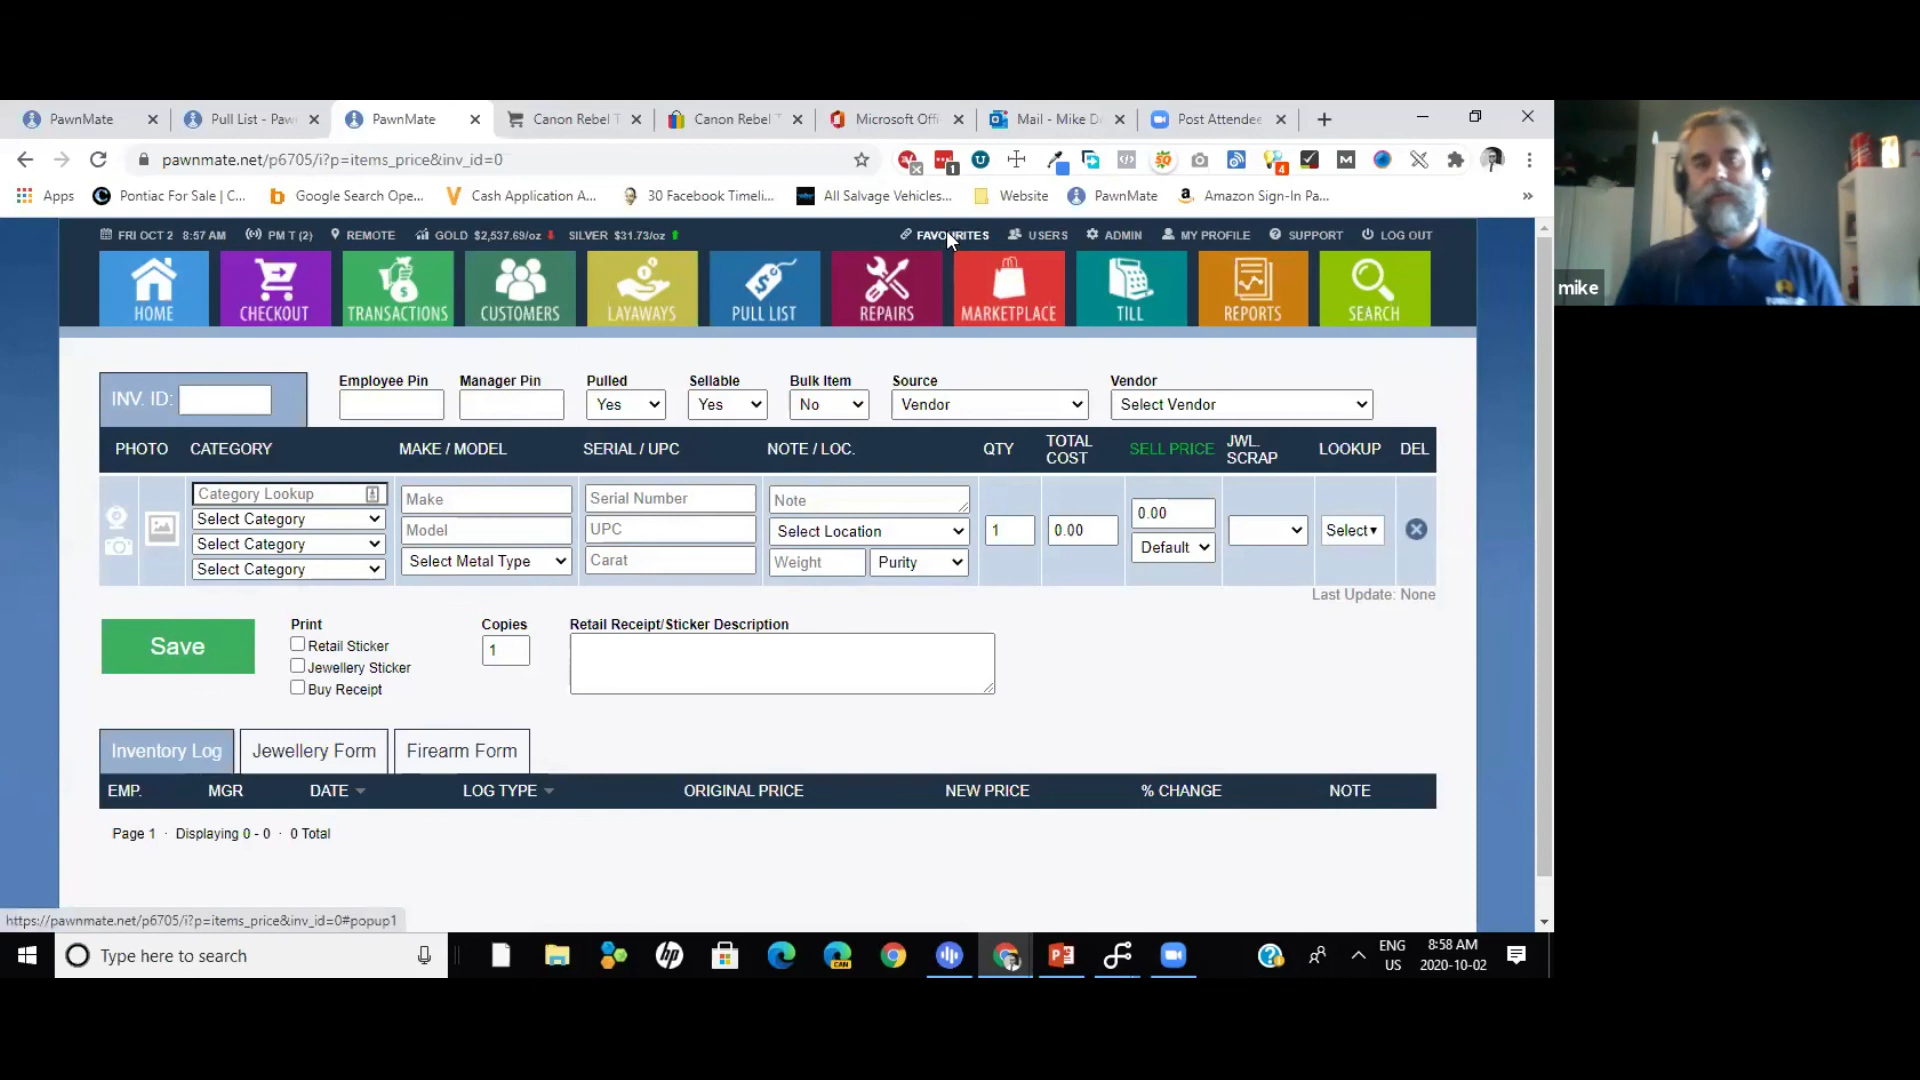 PawnMate
Pull List - Paw
PawnMate
Canon Rebel T
Canon Rebel T
Microsoft Offi
Mail - Mike D
Post Attendee
pawnmate.net/p6705/i?p=items_price&inv_id=0
1
4
Apps
Pontiac For Sale | C...
Google Search Ope...
Cash Application A...
30 Facebook Timeli...
All Salvage Vehicles...
Website
PawnMate
Amazon Sign-In Pa...
»
FRI OCT 2 8:57 AM
PM T (2)
REMOTE
GOLD $2,537.69/oz
SILVER $31.73/oz
FAVOURITES
USERS
ADMIN
MY PROFILE
SUPPORT
LOG OUT
HOME
CHECKOUT
TRANSACTIONS
CUSTOMERS
LAYAWAYS
PULL LIST
REPAIRS
MARKETPLACE
TILL
REPORTS
SEARCH
mike
INV. ID:
Employee Pin
Manager Pin
Pulled
Yes
Sellable
Yes
Bulk Item
No
Source
Vendor
Vendor
Select Vendor
PHOTO
CATEGORY
MAKE / MODEL
SERIAL / UPC
NOTE / LOC.
QTY
TOTAL
COST
SELL PRICE
JWL.
SCRAP
LOOKUP
DEL
Category Lookup
Select Category
Select Category
Select Category
Make
Model
Select Metal Type
Serial Number
UPC
Carat
Note
Select Location
Weight
Purity
1
0.00
0.00
Default
Select▾
Last Update: None
Save
Print
Retail Sticker
Jewellery Sticker
Buy Receipt
Copies
1
Retail Receipt/Sticker Description
Inventory Log
Jewellery Form
Firearm Form
EMP.
MGR
DATE
LOG TYPE
ORIGINAL PRICE
NEW PRICE
% CHANGE
NOTE
Page 1 · Displaying 0 - 0 · 0 Total
https://pawnmate.net/p6705/i?p=items_price&inv_id=0#popup1
Type here to search
ENG
US
8:58 AM
2020-10-02